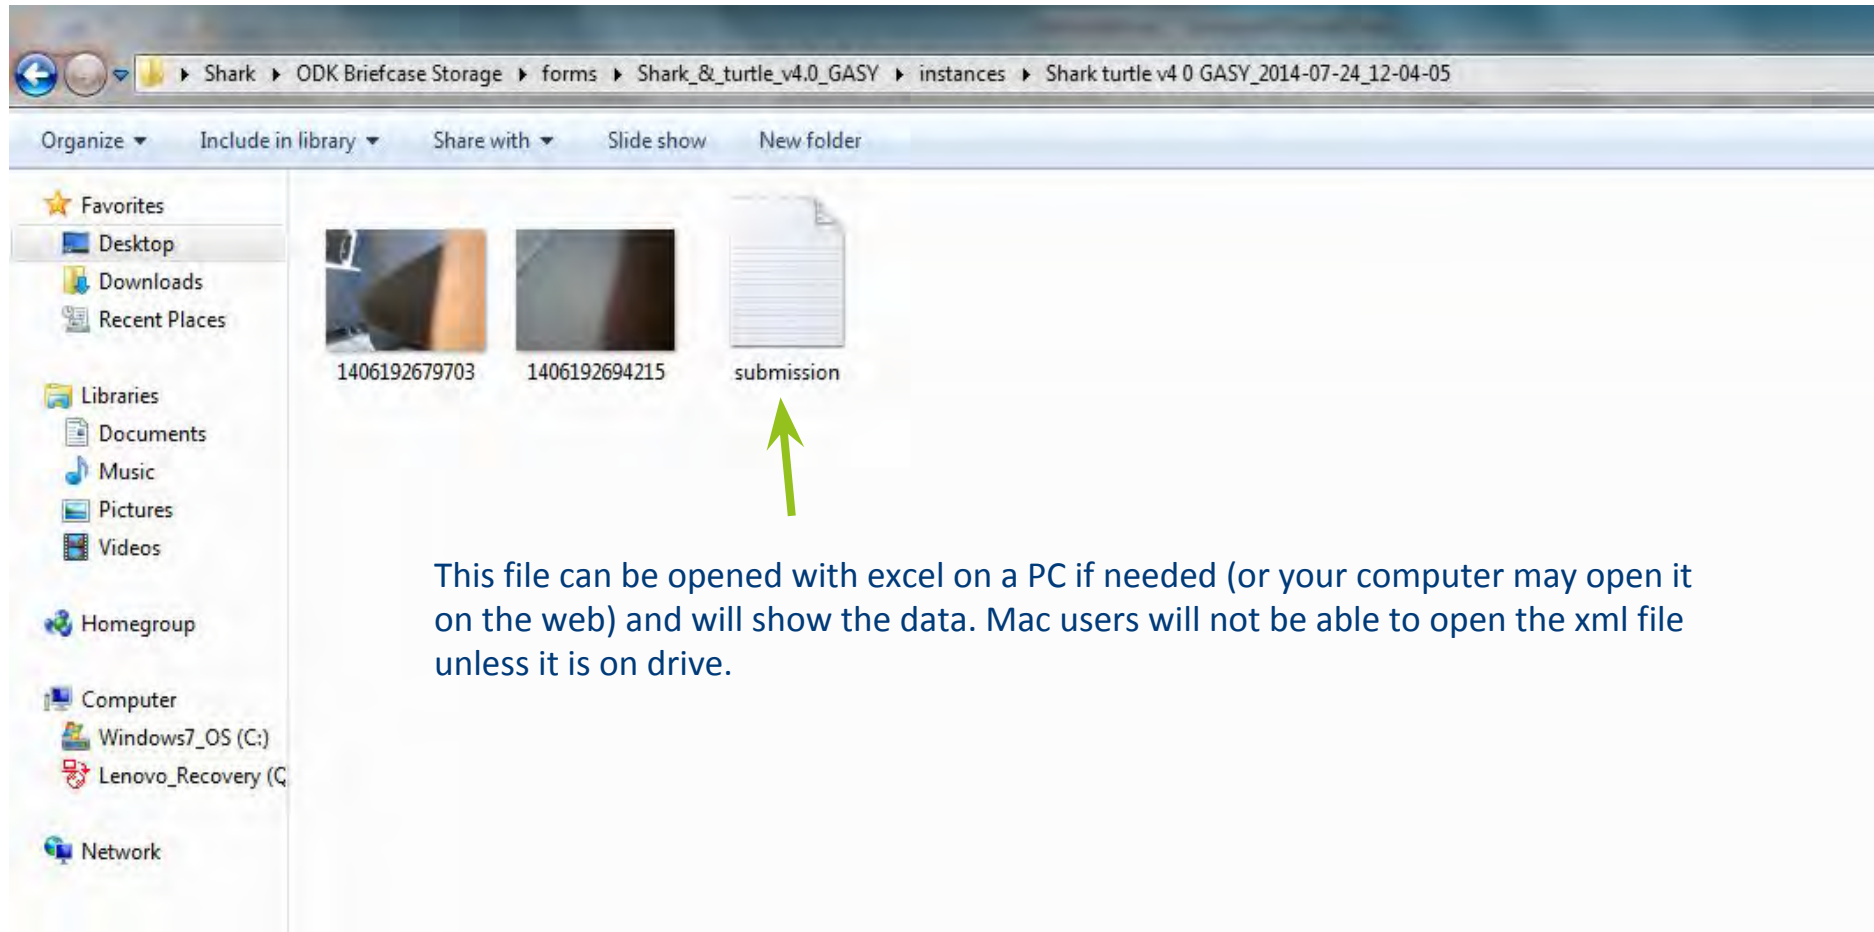 Shark ▸ ODK Briefcase Storage ▸ forms ▸ Shark_&_turtle_v4.0_GASY ▸ instances ▸ Shark turtle v4 0 GASY_2014-07-24_12-04-05
Organize Include in library Share with Slide show New folder
Favorites
Desktop
Downloads
Recent Places
Libraries
Documents
Music
Pictures
Videos
Homegroup
Computer
Windows7_OS (C:)
Lenovo_Recovery (Q
Network
1406192679703 1406192694215 submission
This file can be opened with excel on a PC if needed (or your computer may open it
on the web) and will show the data. Mac users will not be able to open the xml file
unless it is on drive.